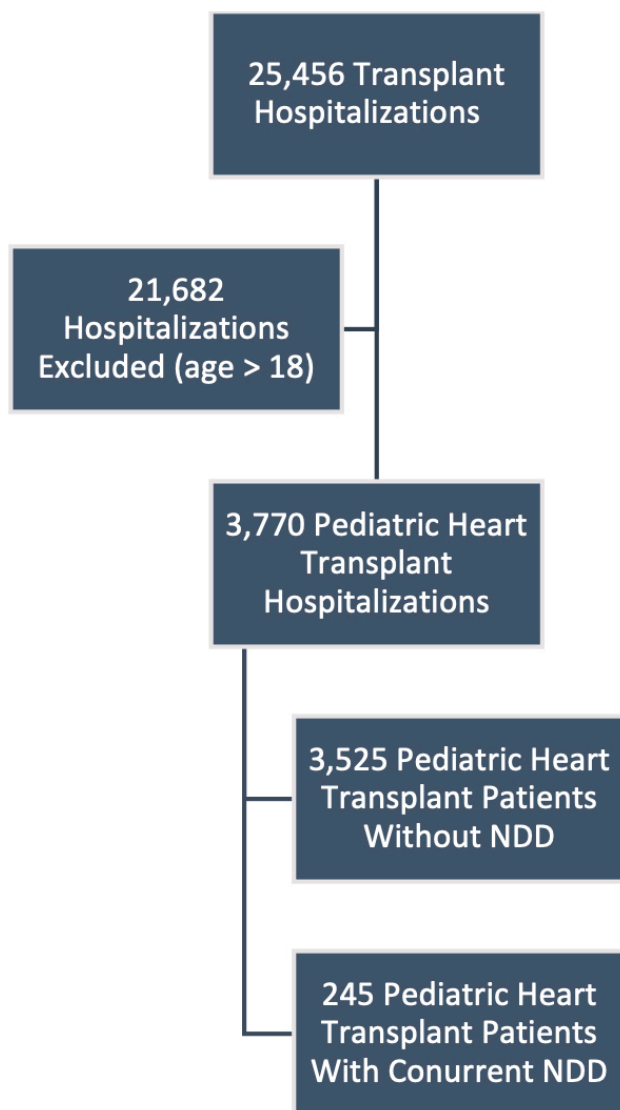 25,456 Transplant
Hospitalizations
21,682
Hospitalizations
Excluded (age > 18)
3,770 Pediatric Heart
Transplant
Hospitalizations
3,525 Pediatric Heart
Transplant Patients
Without NDD
245 Pediatric Heart
Transplant Patients
With Conurrent NDD